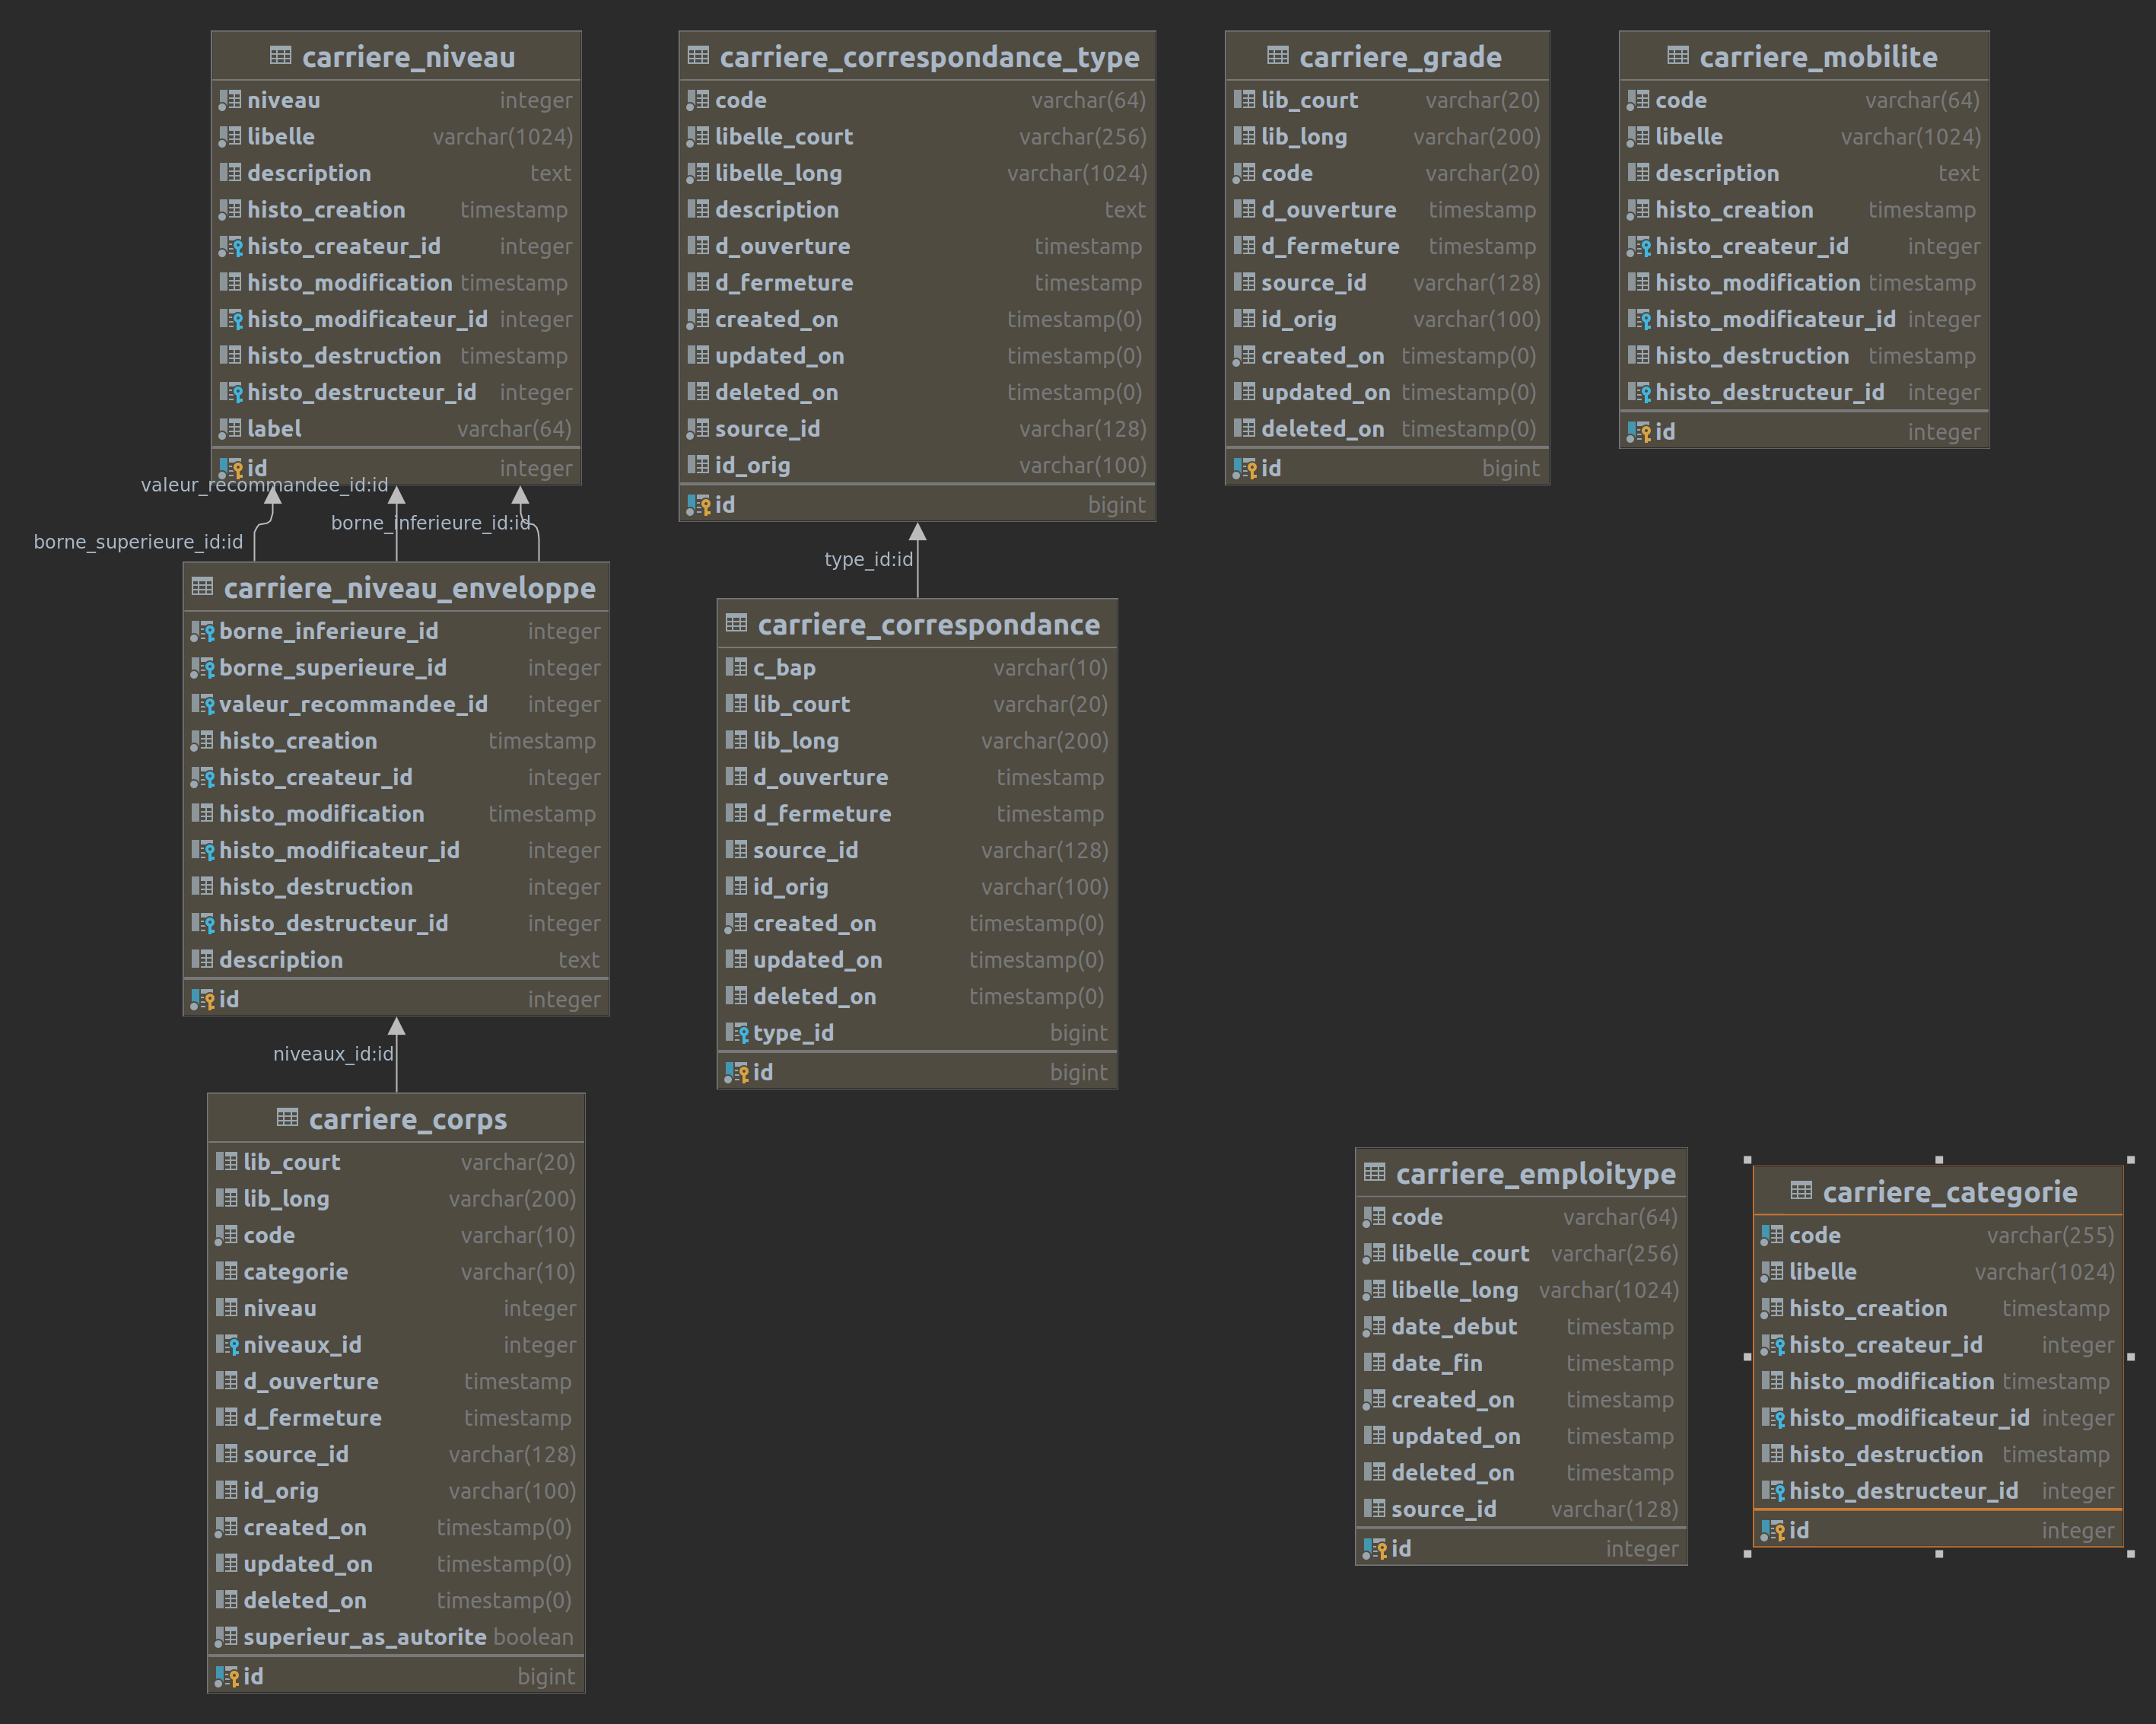 carriere_niveau
niveau integer
libelle varchar(1024)
description text
histo_creation timestamp
histo_createur_id integer
histo_modification timestamp
histo_modificateur_id integer
histo_destruction timestamp
histo_destructeur_id integer
label varchar(64)
id integer
valeur_recommandee_id:id
borne_inferieure_id:id
borne_superieure_id:id
carriere_niveau_enveloppe
borne_inferieure_id integer
borne_superieure_id integer
valeur_recommandee_id integer
histo_creation timestamp
histo_createur_id integer
histo_modification timestamp
histo_modificateur_id integer
histo_destruction integer
histo_destructeur_id integer
description text
id integer
niveaux_id:id
carriere_corps
lib_court varchar(20)
lib_long varchar(200)
code varchar(10)
categorie varchar(10)
niveau integer
niveaux_id integer
d_ouverture timestamp
d_fermeture timestamp
source_id varchar(128)
id_orig varchar(100)
created_on timestamp(0)
updated_on timestamp(0)
deleted_on timestamp(0)
superieur_as_autorite boolean
id bigint
carriere_correspondance_type
code varchar(64)
libelle_court varchar(256)
libelle_long varchar(1024)
description text
d_ouverture timestamp
d_fermeture timestamp
created_on timestamp(0)
updated_on timestamp(0)
deleted_on timestamp(0)
source_id varchar(128)
id_orig varchar(100)
id bigint
type_id:id
carriere_correspondance
c_bap varchar(10)
lib_court varchar(20)
lib_long varchar(200)
d_ouverture timestamp
d_fermeture timestamp
source_id varchar(128)
id_orig varchar(100)
created_on timestamp(0)
updated_on timestamp(0)
deleted_on timestamp(0)
type_id bigint
id bigint
carriere_grade
lib_court varchar(20)
lib_long varchar(200)
code varchar(20)
d_ouverture timestamp
d_fermeture timestamp
source_id varchar(128)
id_orig varchar(100)
created_on timestamp(0)
updated_on timestamp(0)
deleted_on timestamp(0)
id bigint
carriere_mobilite
code varchar(64)
libelle varchar(1024)
description text
histo_creation timestamp
histo_createur_id integer
histo_modification timestamp
histo_modificateur_id integer
histo_destruction timestamp
histo_destructeur_id integer
id integer
carriere_emploitype
code varchar(64)
libelle_court varchar(256)
libelle_long varchar(1024)
date_debut timestamp
date_fin timestamp
created_on timestamp
updated_on timestamp
deleted_on timestamp
source_id varchar(128)
id integer
carriere_categorie
code varchar(255)
libelle varchar(1024)
histo_creation timestamp
histo_createur_id integer
histo_modification timestamp
histo_modificateur_id integer
histo_destruction timestamp
histo_destructeur_id integer
id integer